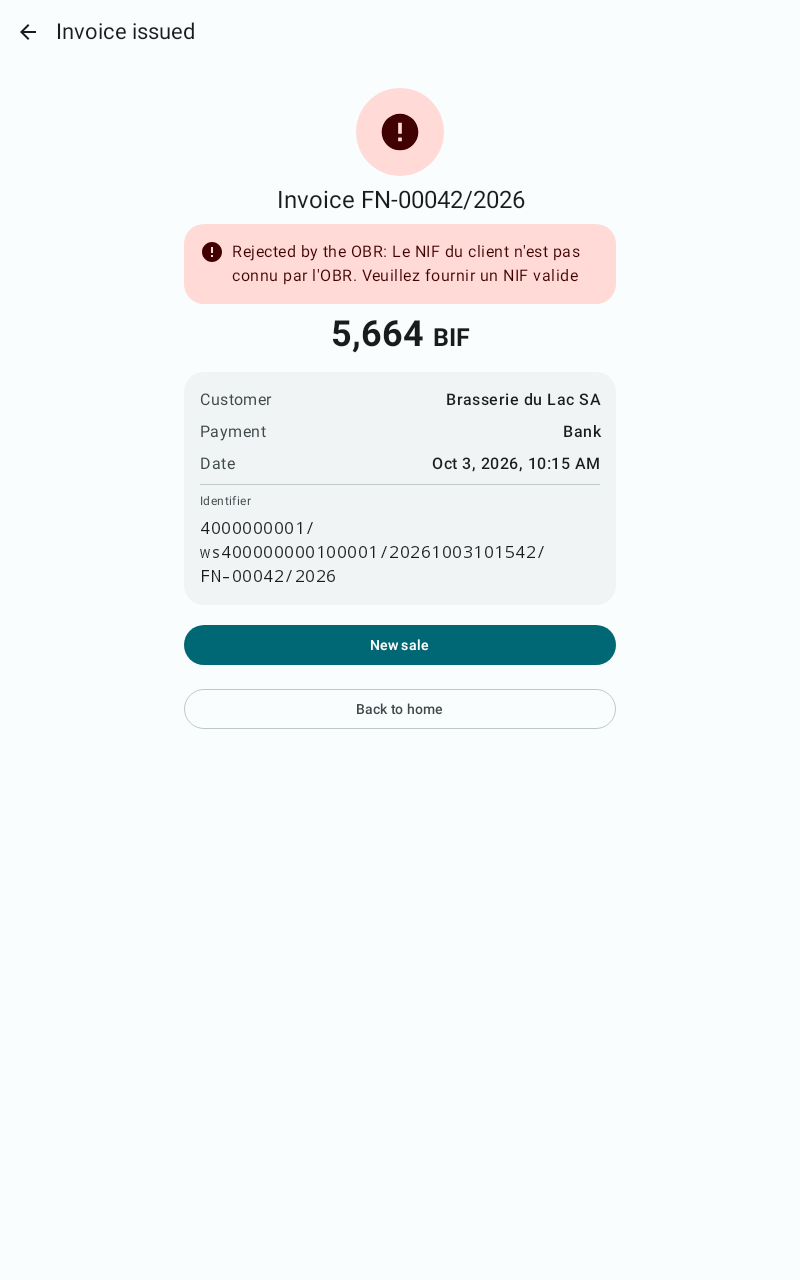 Invoice issued
Invoice FN-00042/2026
Rejected by the OBR: Le NIF du client n'est pas
connu par l'OBR. Veuillez fournir un NIF valide
5,664 BIF
Customer Brasserie du Lac SA
Payment Bank
Date Oct 3, 2026, 10:15 AM
Identifier
4000000001/
ws400000000100001/20261003101542/
FN-00042/2026
New sale
Back to home